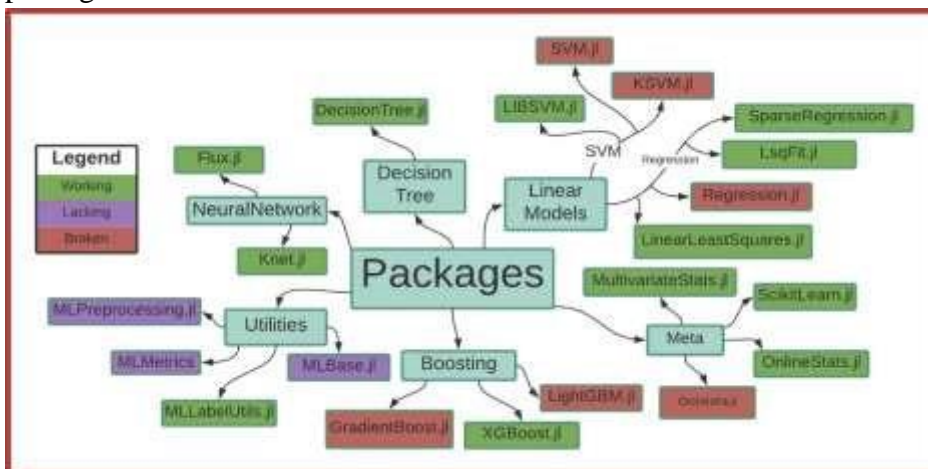 SVM.jl
KSVM.jl
LIBSVM.jl
SparseRegression.jl
DecisionTree.jl
SVM
LsqFit.jl
Regression
Legend
Working
Lacking
Broken
Flux.jl
Decision
Tree
Linear
Models
Regression.jl
NeuralNetwork
LinearLeastSquares.jl
Knet.jl
Packages
MultivariateStats.jl
ScikitLearn.jl
MLPreprocessing.jl
Utilities
Meta
MLMetrics
MLBase.jl
Boosting
OnlineStats.jl
LightGBM.jl
MLLabelUtils.jl
GradientBoost.jl
XGBoost.jl